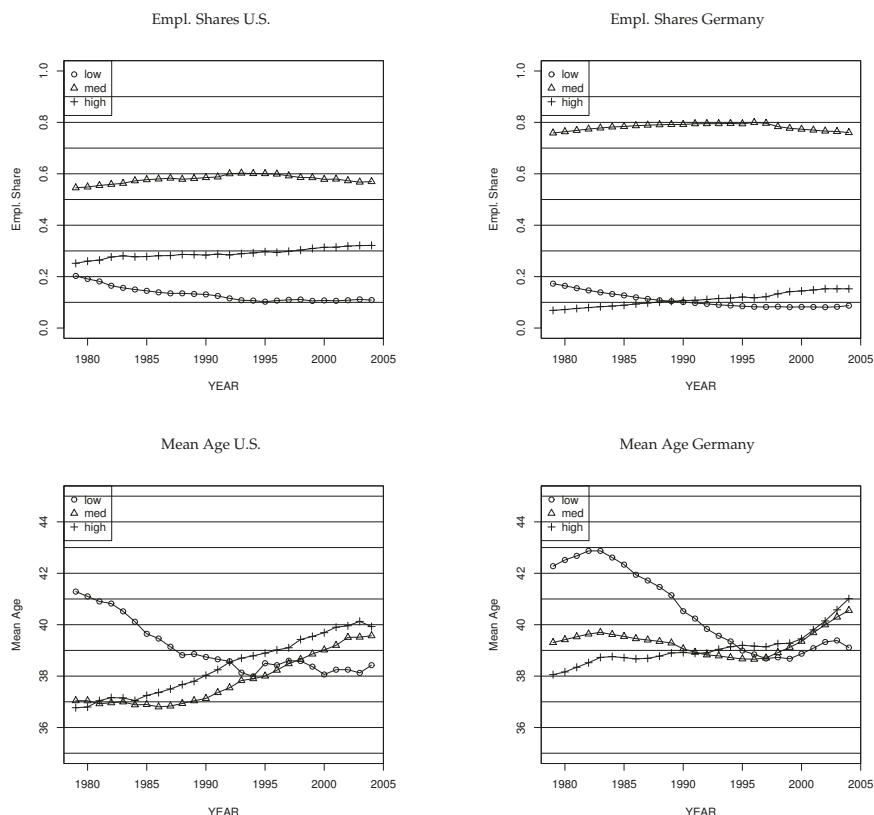 Empl. Shares U.S.
low
med
high
1.0
0.8
0.6
0.4
0.2
0.0
Empl. Share
1980 1985 1990 1995 2000 2005
YEAR
Empl. Shares Germany
low
med
high
1.0
0.8
0.6
0.4
0.2
0.0
Empl. Share
1980 1985 1990 1995 2000 2005
YEAR
Mean Age U.S.
low
med
high
44
42
40
38
36
Mean Age
1980 1985 1990 1995 2000 2005
YEAR
Mean Age Germany
low
med
high
44
42
40
38
36
Mean Age
1980 1985 1990 1995 2000 2005
YEAR